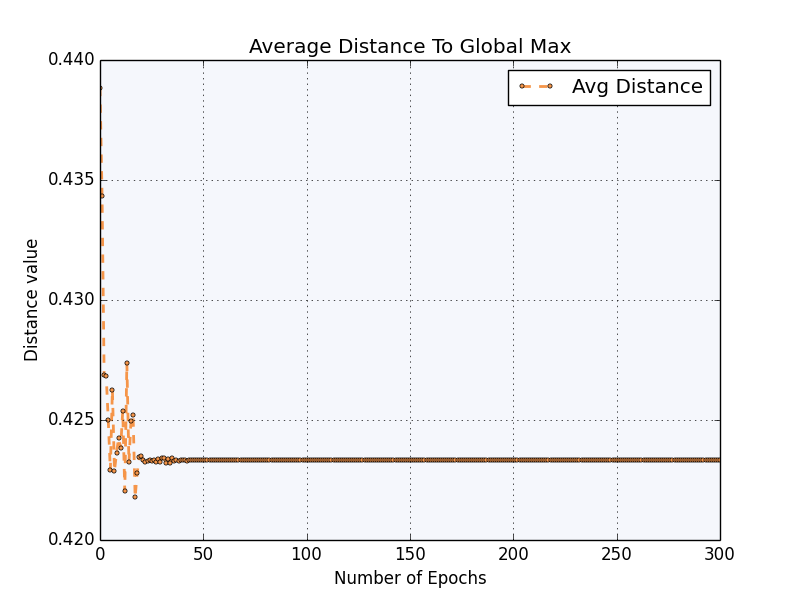 Average Distance To Global Max
Avg Distance
0.440
0.435
0.430
0.425
0.420
Distance value
0 50 100 150 200 250 300
Number of Epochs